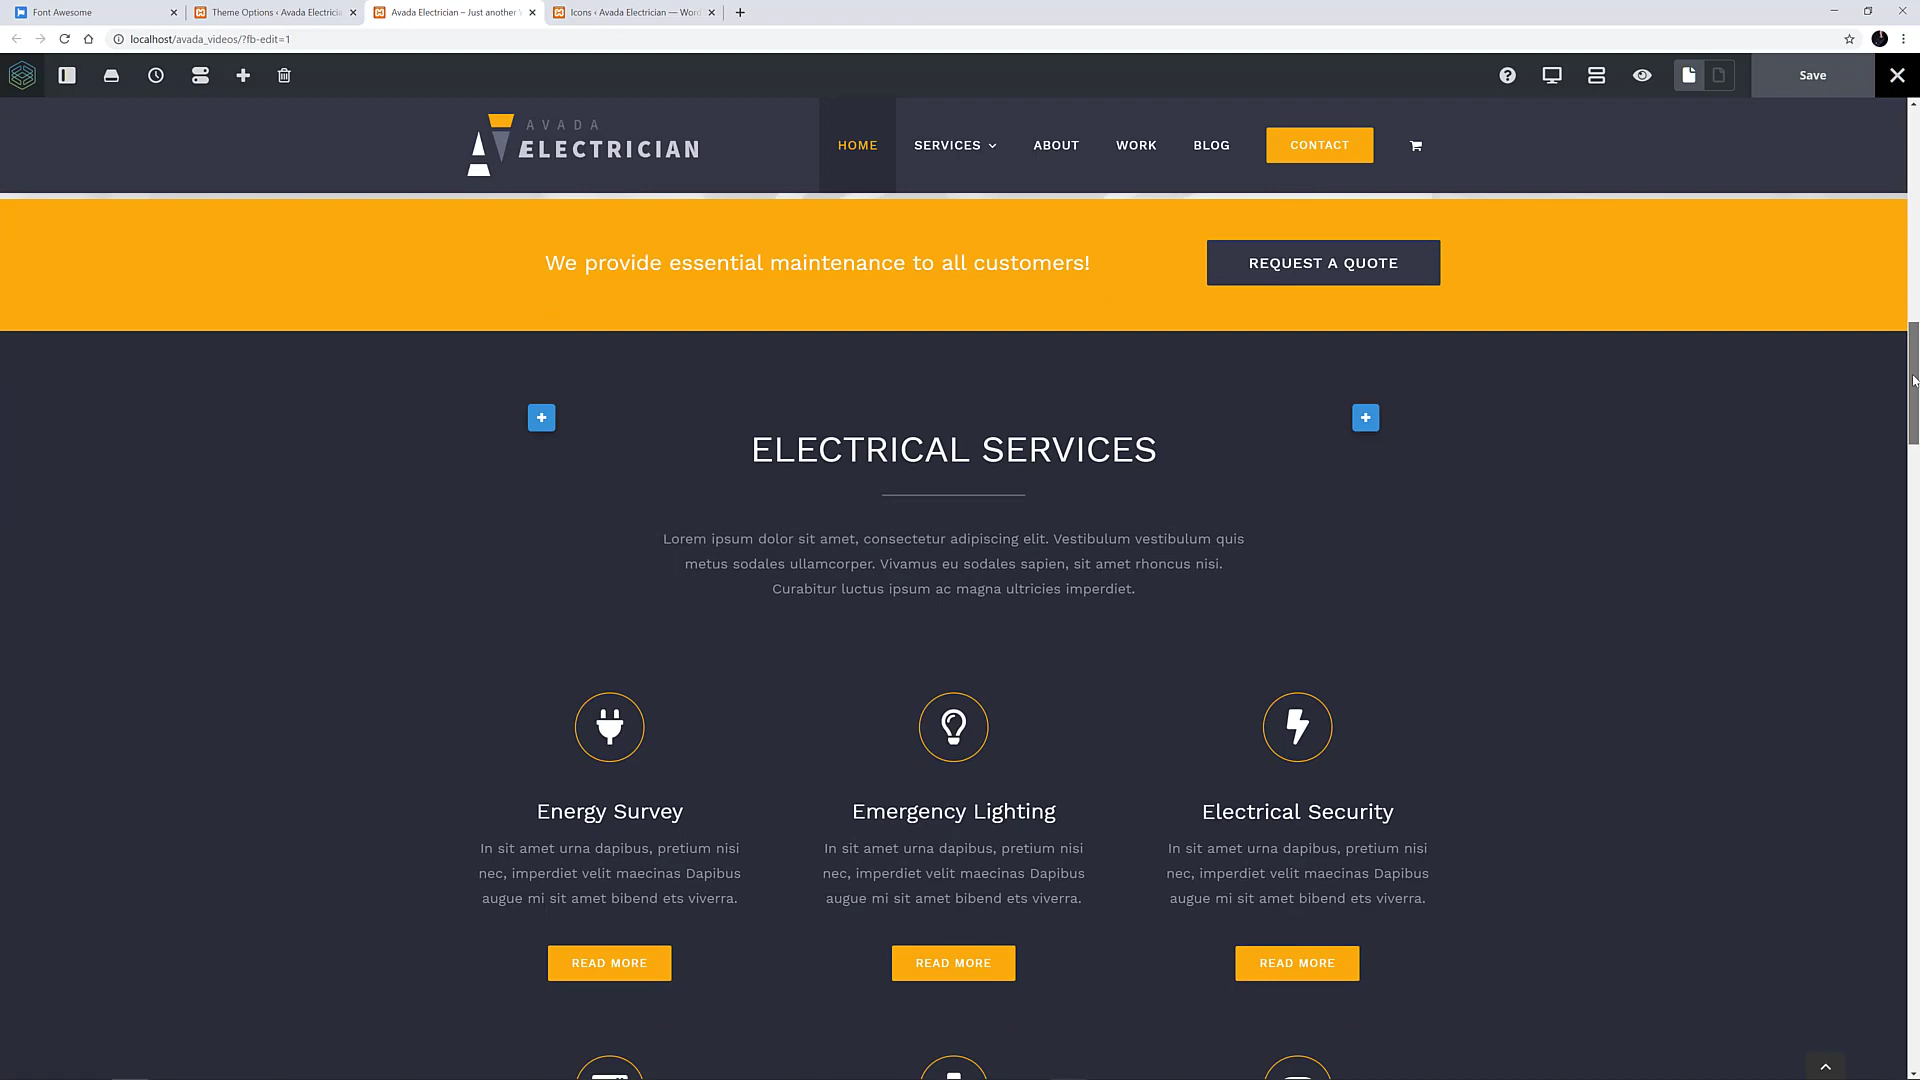 Font Awesome
Theme Options ‹ Avada Electricia
Avada Electrician – Just another
Icons ‹ Avada Electrician — Word
localhost/avada_videos/?fb-edit=1
Save
AVADA
ELECTRICIAN
HOME
SERVICES
ABOUT
WORK
BLOG
CONTACT
We provide essential maintenance to all customers!
REQUEST A QUOTE
ELECTRICAL SERVICES
Lorem ipsum dolor sit amet, consectetur adipiscing elit. Vestibulum vestibulum quis
metus sodales ullamcorper. Vivamus eu sodales sapien, sit amet rhoncus nisi.
Curabitur luctus ipsum ac magna ultricies imperdiet.
Energy Survey
In sit amet urna dapibus, pretium nisi
nec, imperdiet velit maecinas Dapibus
augue mi sit amet bibend ets viverra.
READ MORE
Emergency Lighting
In sit amet urna dapibus, pretium nisi
nec, imperdiet velit maecinas Dapibus
augue mi sit amet bibend ets viverra.
READ MORE
Electrical Security
In sit amet urna dapibus, pretium nisi
nec, imperdiet velit maecinas Dapibus
augue mi sit amet bibend ets viverra.
READ MORE